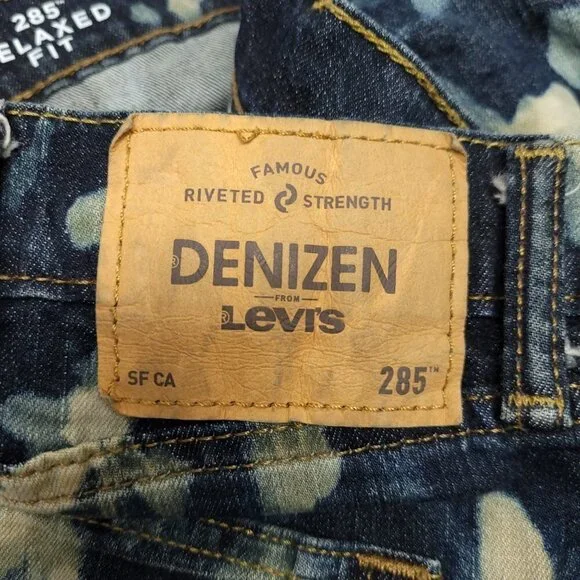 285™
RELAXED
FIT
FAMOUS
RIVETED STRENGTH
®DENIZEN
FROM
®Levi's
SF CA 285™